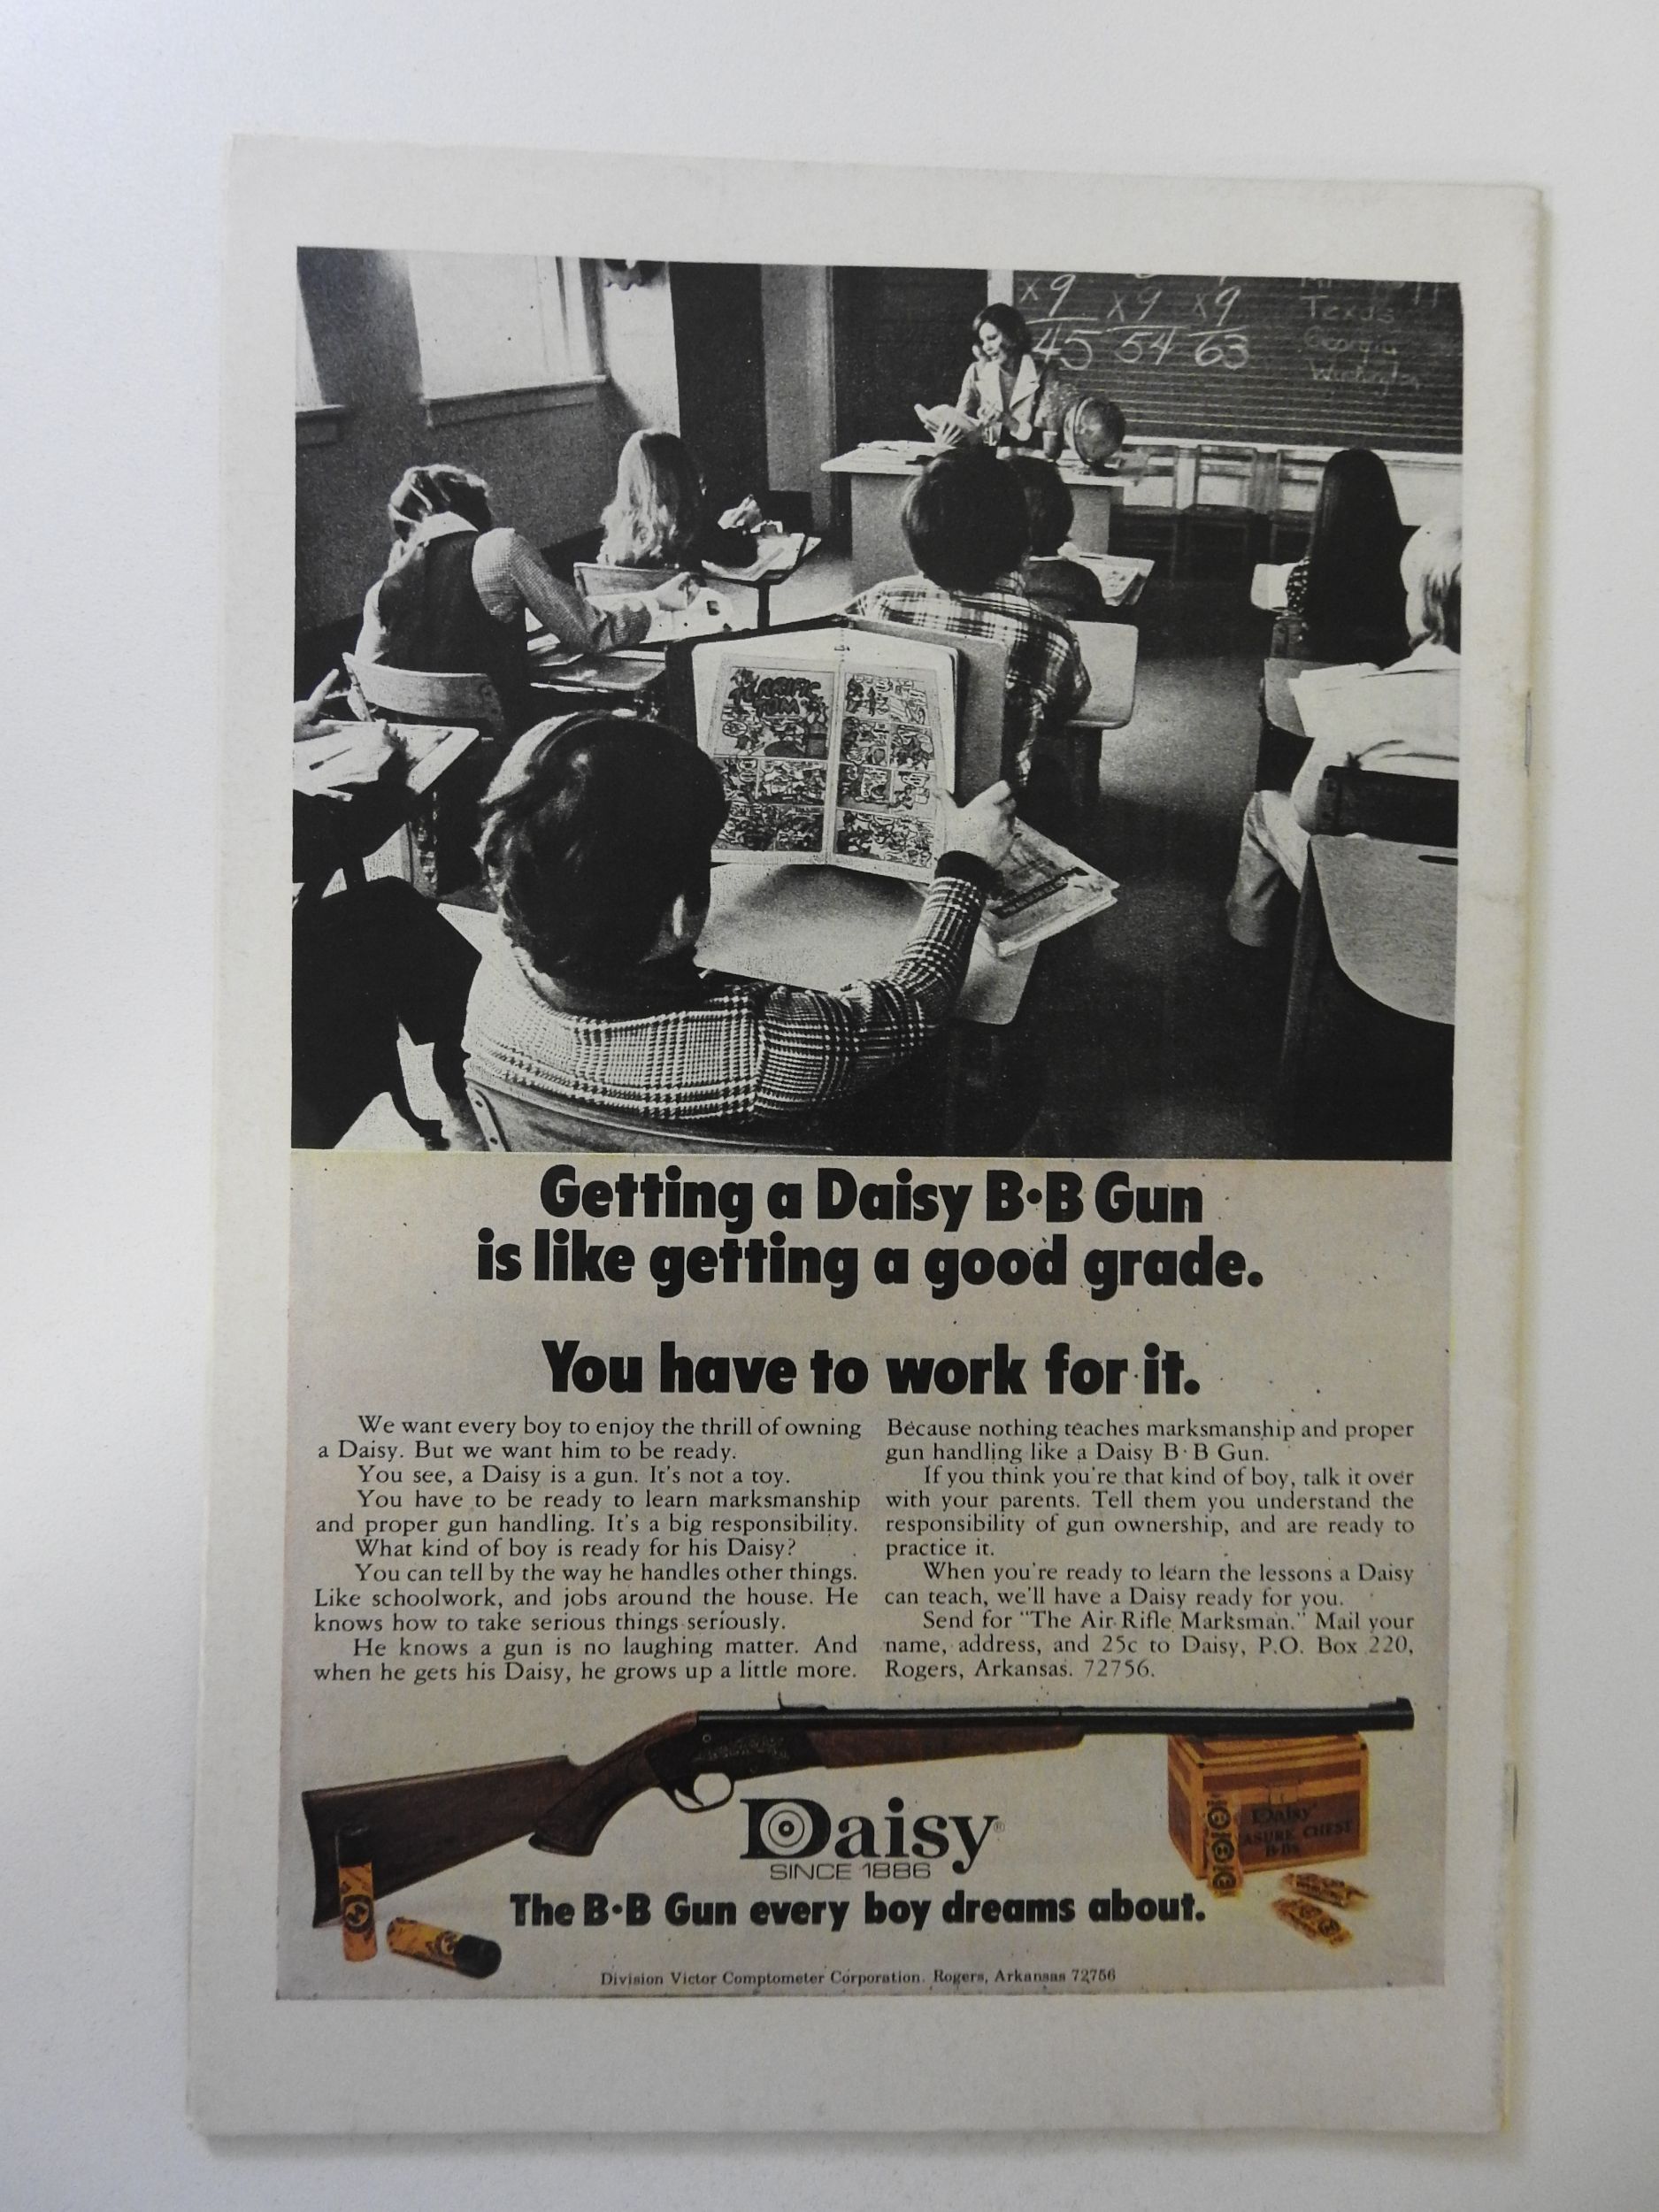 x 9 x 9 x 9
45 54 63
Texas
Georgia
Washington
TERRIFIC
TOM
Getting a Daisy B·B Gun
is like getting a good grade.
You have to work for it.
We want every boy to enjoy the thrill of owning
a Daisy. But we want him to be ready.
You see, a Daisy is a gun. It's not a toy.
You have to be ready to learn marksmanship
and proper gun handling. It's a big responsibility.
What kind of boy is ready for his Daisy?
You can tell by the way he handles other things.
Like schoolwork, and jobs around the house. He
knows how to take serious things seriously.
He knows a gun is no laughing matter. And
when he gets his Daisy, he grows up a little more.
Because nothing teaches marksmanship and proper
gun handling like a Daisy B·B Gun.
If you think you're that kind of boy, talk it over
with your parents. Tell them you understand the
responsibility of gun ownership, and are ready to
practice it.
When you're ready to learn the lessons a Daisy
can teach, we'll have a Daisy ready for you.
Send for "The Air Rifle Marksman." Mail your
name, address, and 25c to Daisy, P.O. Box 220,
Rogers, Arkansas. 72756.
Daisy
ASURE CHEST
Daisy®
SINCE 1886
The B·B Gun every boy dreams about.
Division Victor Comptometer Corporation. Rogers, Arkansas 72756